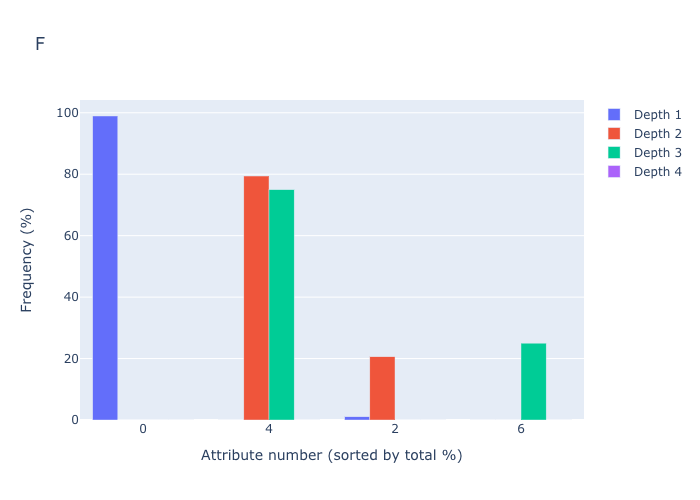 F
Depth 1
Depth 2
Depth 3
Depth 4
Frequency (%)
100
80
60
40
20
0
0 4 2 6
Attribute number (sorted by total %)